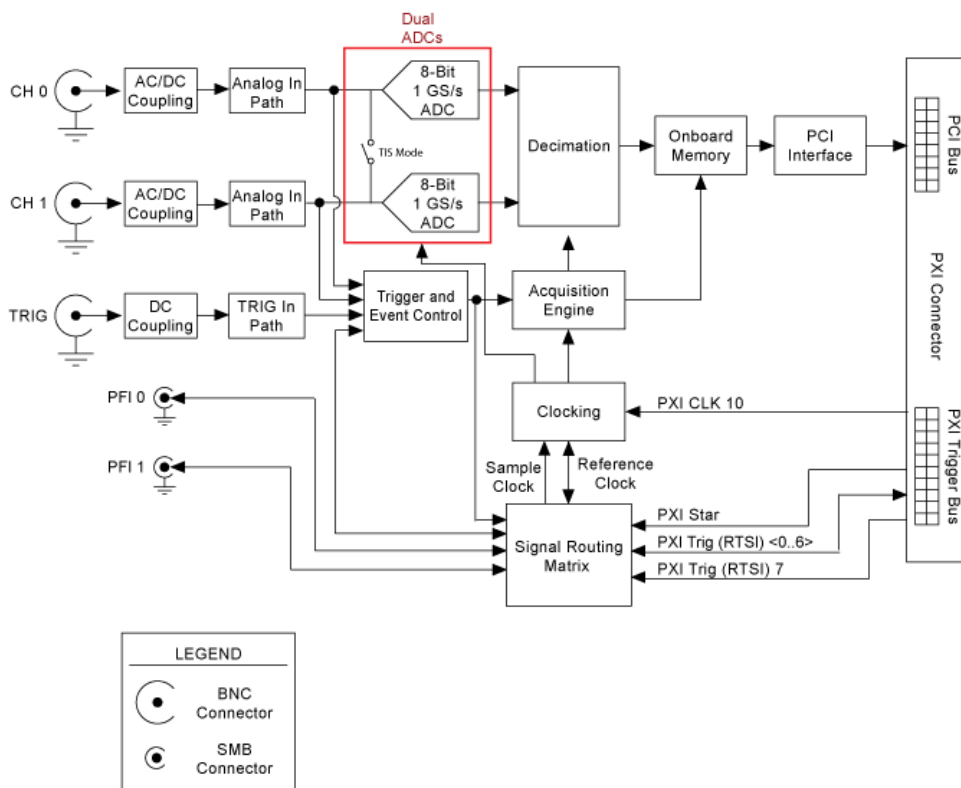 Dual
ADCs
CH 0
AC/DC
Coupling
Analog In
Path
8-Bit
1 GS/s
ADC
Decimation
Onboard
Memory
PCI
Interface
PCI Bus
TIS Mode
CH 1
AC/DC
Coupling
Analog In
Path
8-Bit
1 GS/s
ADC
PXI Connector
TRIG
DC
Coupling
TRIG In
Path
Trigger and
Event Control
Acquisition
Engine
PFI 0
Clocking
PXI CLK 10
PXI Trigger Bus
PFI 1
Sample
Clock
Reference
Clock
Signal Routing
Matrix
PXI Star
PXI Trig (RTSI) <0..6>
PXI Trig (RTSI) 7
LEGEND
BNC
Connector
SMB
Connector